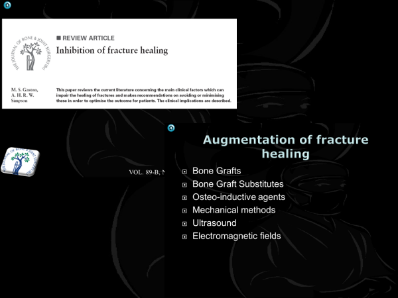 REVIEW ARTICLE
Inhibition of fracture healing
M. S. Gaston,
A. H. R. W.
Simpson
This paper reviews the current literature concerning the main clinical factors which can
impair the healing of fractures and makes recommendations on avoiding or minimising
these in order to optimise the outcome for patients. The clinical implications are described.
VOL. 89-B,
Augmentation of fracture
healing
Bone Grafts
Bone Graft Substitutes
Osteo-inductive agents
Mechanical methods
Ultrasound
Electromagnetic fields